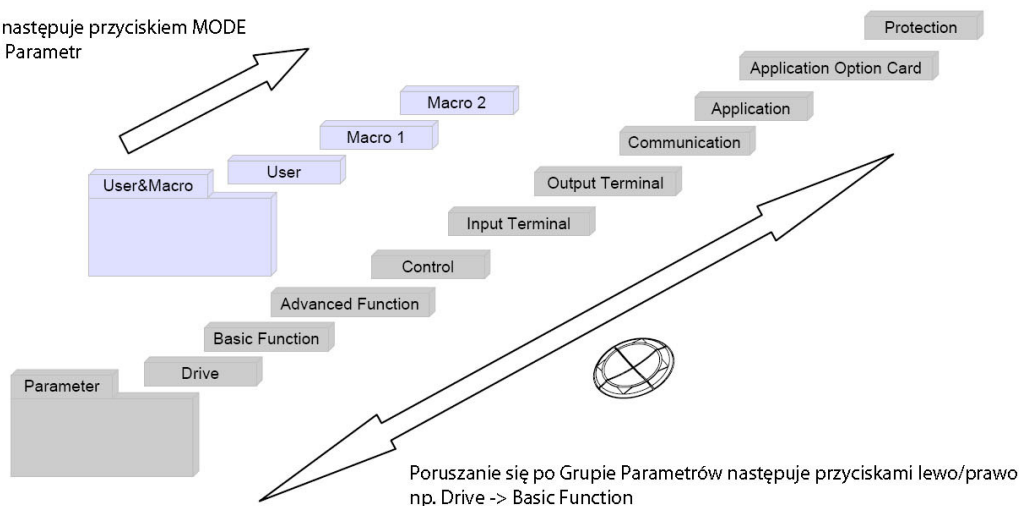 następuje przyciskiem MODE
Parametr
Protection
Application Option Card
Application
Communication
Output Terminal
Input Terminal
Control
Advanced Function
Basic Function
Drive
Parameter
Macro 2
Macro 1
User
User&Macro
Poruszanie się po Grupie Parametrów następuje przyciskami lewo/prawo
np. Drive -> Basic Function